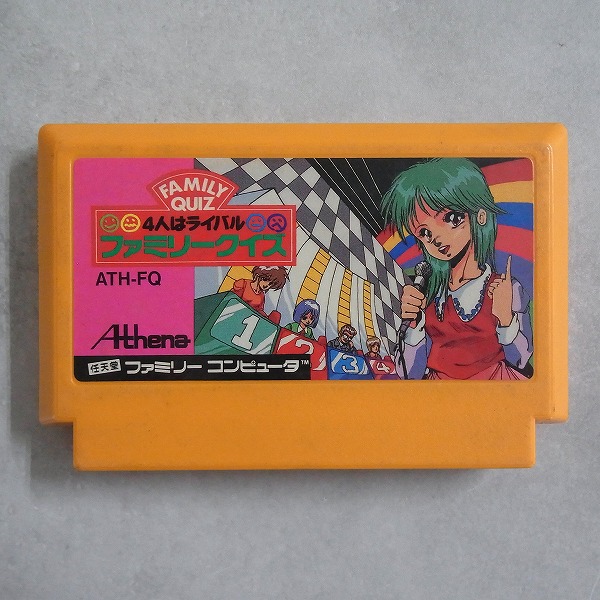 FAMILY
QUIZ
4人はライバル
ファミリークイズ
ATH-FQ
Athena
1 2 3 4
任天堂 ファミリー コンピュータ™